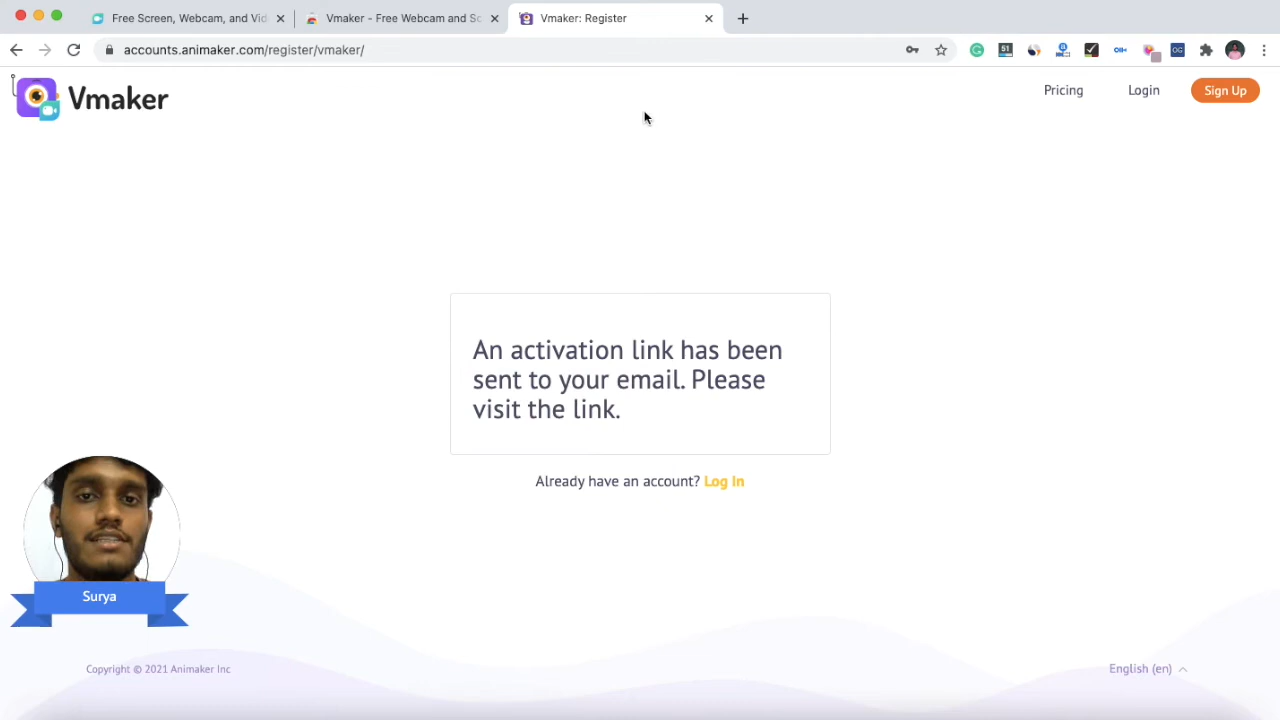 Free Screen, Webcam, and Vid
Vmaker - Free Webcam and Sc
Vmaker: Register
accounts.animaker.com/register/vmaker/
51
OG
Vmaker
Pricing
Login
Sign Up
An activation link has been
sent to your email. Please
visit the link.
Already have an account? Log In
Surya
Copyright © 2021 Animaker Inc
English (en)